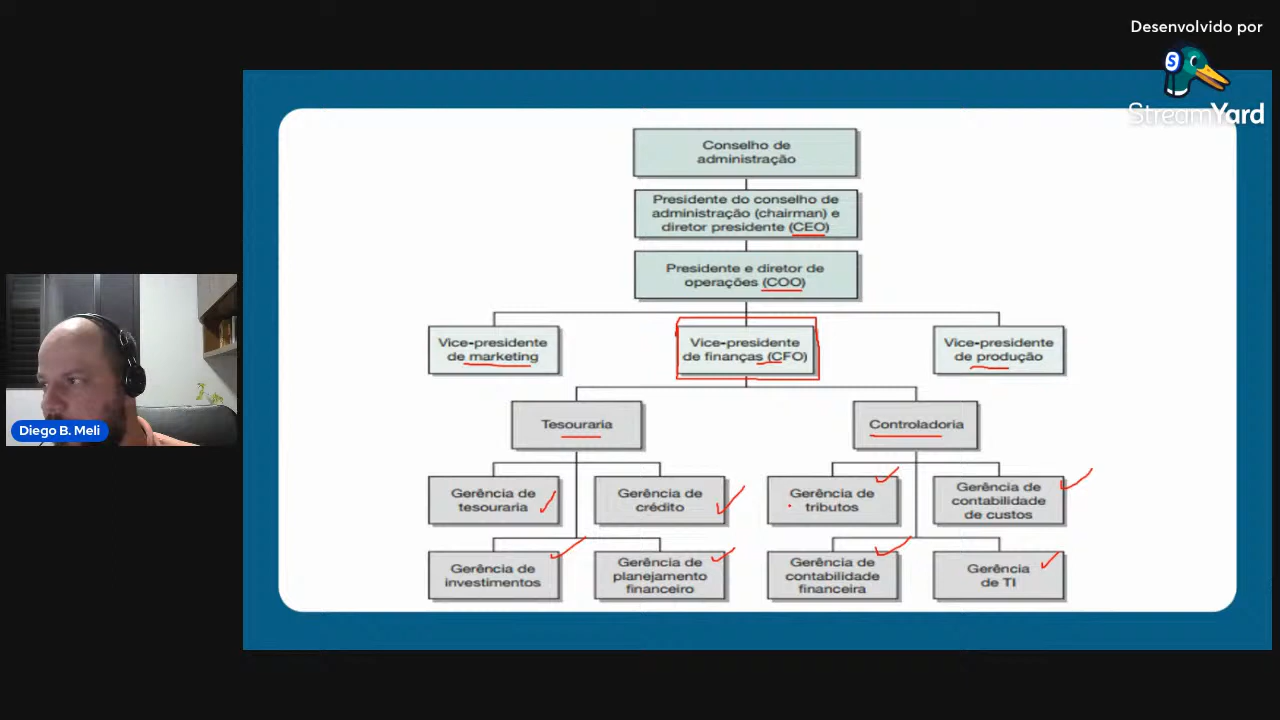 Desenvolvido por
StreamYard
Conselho de
administração
Presidente do conselho de
administração (chairman) e
diretor presidente (CEO)
Presidente e diretor de
operações (COO)
Vice-presidente
de marketing
Vice-presidente
de finanças (CFO)
Vice-presidente
de produção
Tesouraria
Controladoria
Gerência de
tesouraria
Gerência de
crédito
Gerência de
tributos
Gerência de
contabilidade
de custos
Gerência de
investimentos
Gerência de
planejamento
financeiro
Gerência de
contabilidade
financeira
Gerência
de TI
Diego B. Meli